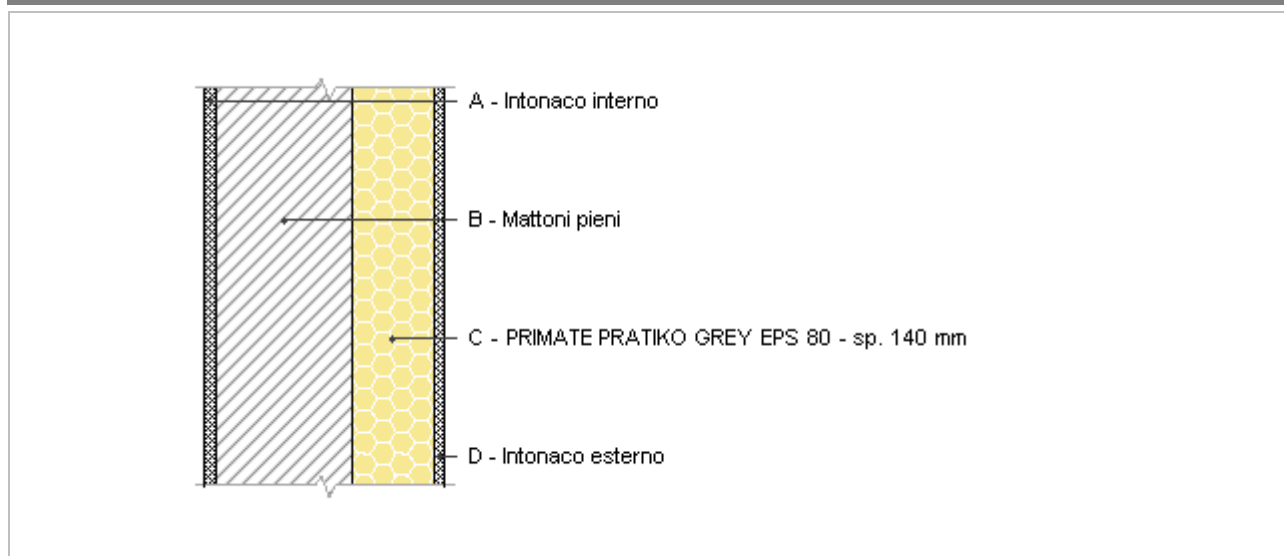 A - Intonaco interno
B - Mattoni pieni
C - PRIMATE PRATIKO GREY EPS 80 - sp. 140 mm
D - Intonaco esterno